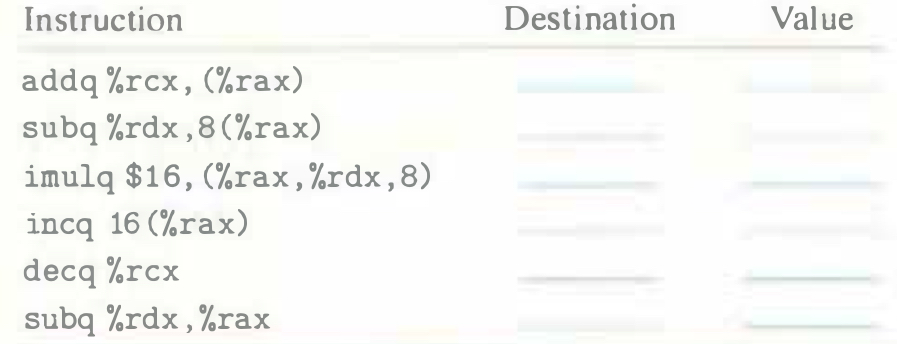 Instruction Destination Value
addq %rcx,(%rax)
subq %rdx,8(%rax)
imulq $16,(%rax,%rdx,8)
incq 16(%rax)
decq %rcx
subq %rdx,%rax